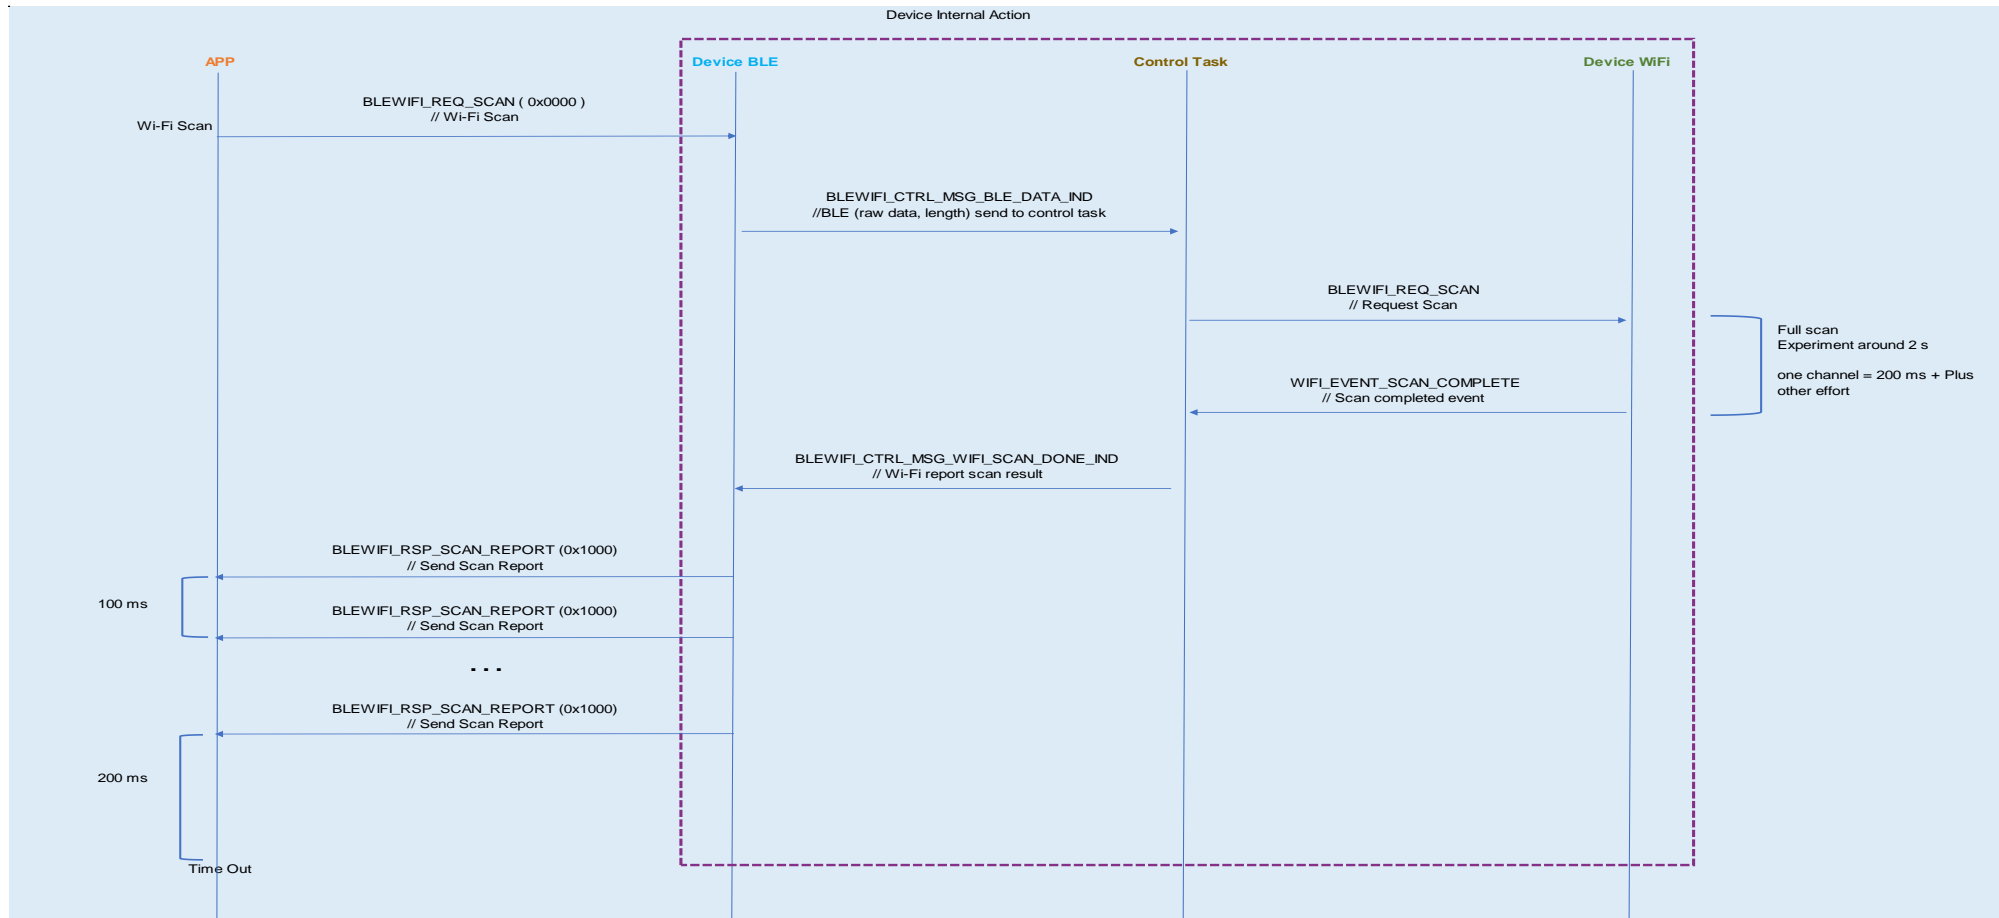 Device Internal Action
APP
Device BLE
Control Task
Device WiFi
BLEWIFI_REQ_SCAN ( 0x0000 )
// Wi-Fi Scan
Wi-Fi Scan
BLEWIFI_CTRL_MSG_BLE_DATA_IND
//BLE (raw data, length) send to control task
BLEWIFI_REQ_SCAN
// Request Scan
Full scan
Experiment around 2 s
one channel = 200 ms + Plus
other effort
WIFI_EVENT_SCAN_COMPLETE
// Scan completed event
BLEWIFI_CTRL_MSG_WIFI_SCAN_DONE_IND
// Wi-Fi report scan result
BLEWIFI_RSP_SCAN_REPORT (0x1000)
// Send Scan Report
100 ms
BLEWIFI_RSP_SCAN_REPORT (0x1000)
// Send Scan Report
...
BLEWIFI_RSP_SCAN_REPORT (0x1000)
// Send Scan Report
200 ms
Time Out